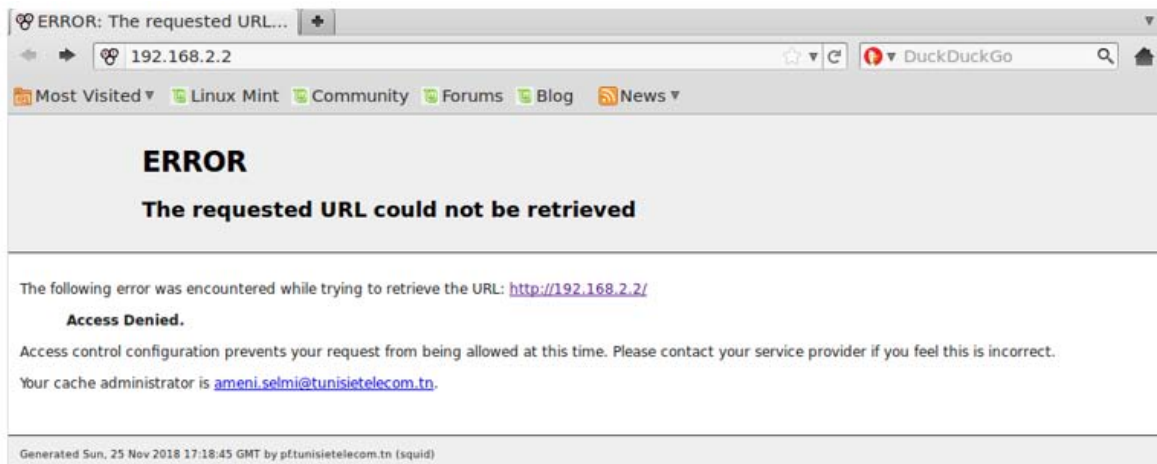 ERROR: The requested URL...
192.168.2.2
DuckDuckGo
Most Visited Linux Mint Community Forums Blog News
ERROR
The requested URL could not be retrieved
The following error was encountered while trying to retrieve the URL: http://192.168.2.2/
Access Denied.
Access control configuration prevents your request from being allowed at this time. Please contact your service provider if you feel this is incorrect.
Your cache administrator is ameni.selmi@tunisietelecom.tn.
Generated Sun, 25 Nov 2018 17:18:45 GMT by pf.tunisietelecom.tn (squid)